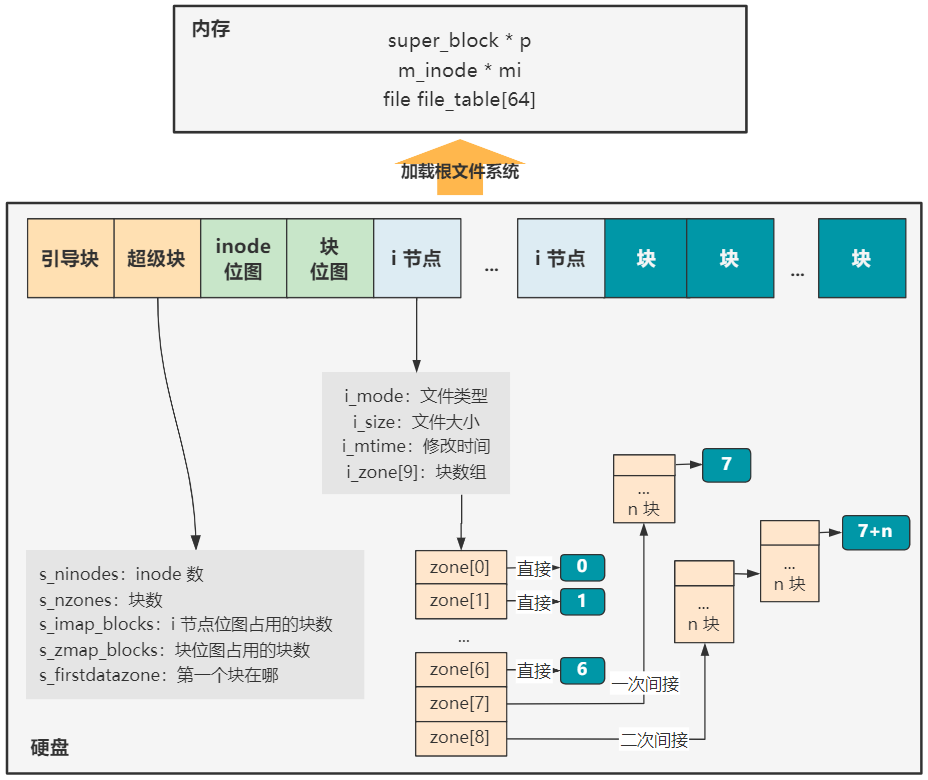 内存
super_block * p
m_inode * mi
file file_table[64]
加载根文件系统
引导块
超级块
inode
位图
块
位图
i 节点
...
i 节点
块
块
...
块
i_mode：文件类型
i_size：文件大小
i_mtime：修改时间
i_zone[9]：块数组
s_ninodes：inode 数
s_nzones：块数
s_imap_blocks：i 节点位图占用的块数
s_zmap_blocks：块位图占用的块数
s_firstdatazone：第一个块在哪
zone[0]
直接
0
zone[1]
直接
1
...
zone[6]
直接
6
zone[7]
一次间接
...
n 块
7
zone[8]
二次间接
...
n 块
...
n 块
7+n
硬盘